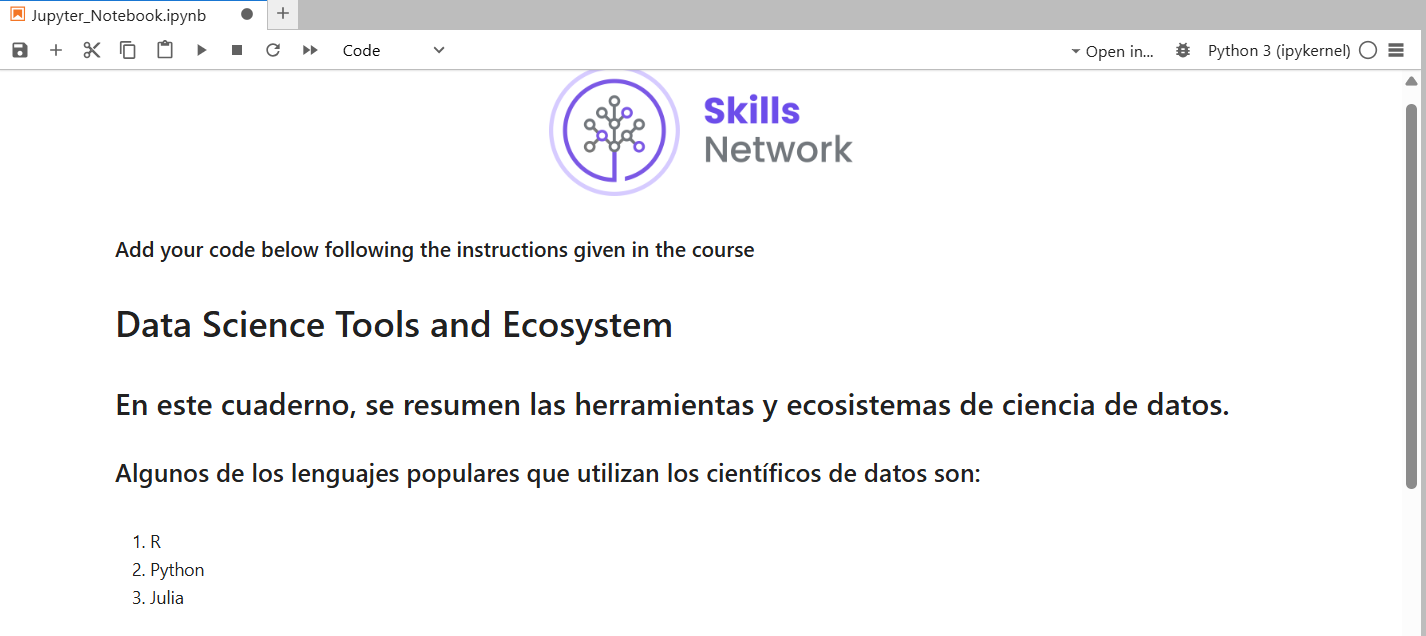 Jupyter_Notebook.ipynb
Code
Open in...
Python 3 (ipykernel)
Skills
Network
Add your code below following the instructions given in the course
Data Science Tools and Ecosystem
En este cuaderno, se resumen las herramientas y ecosistemas de ciencia de datos.
Algunos de los lenguajes populares que utilizan los científicos de datos son:
1. R
2. Python
3. Julia